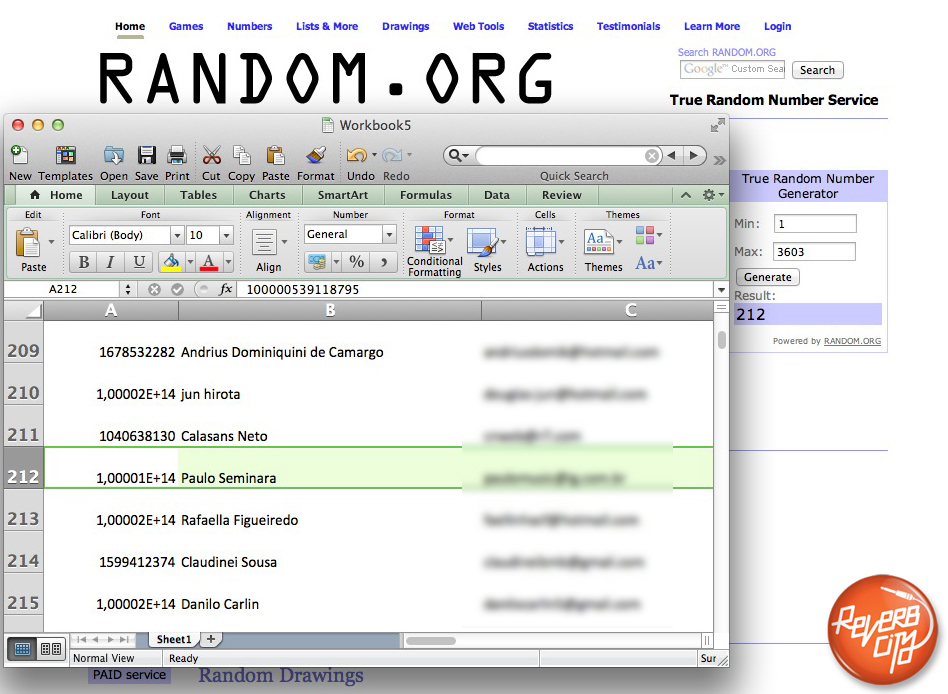 Home Games Numbers Lists & More Drawings Web Tools Statistics Testimonials Learn More Login
RANDOM.ORG
Search RANDOM.ORG
Google™ Custom Sea Search
True Random Number Service
Workbook5
New Templates Open Save Print Cut Copy Paste Format Undo Redo Quick Search
Home Layout Tables Charts SmartArt Formulas Data Review
Edit Font Alignment Number Format Cells Themes
Calibri (Body) 10 General
Paste B I U A Align % , Conditional Formatting Styles Actions Aa Themes Aa
A212 fx 100000539118795
A B C
209 1678532282 Andrius Dominiquini de Camargo
210 1,00002E+14 jun hirota
211 1040638130 Calasans Neto
212 1,00001E+14 Paulo Seminara
213 1,00002E+14 Rafaella Figueiredo
214 1599412374 Claudinei Sousa
215 1,00002E+14 Danilo Carlin
Sheet1 +
Normal View Ready Sur
True Random Number
Generator
Min: 1
Max: 3603
Generate
Result:
212
Powered by RANDOM.ORG
PAID service Random Drawings
REVERB
CITY